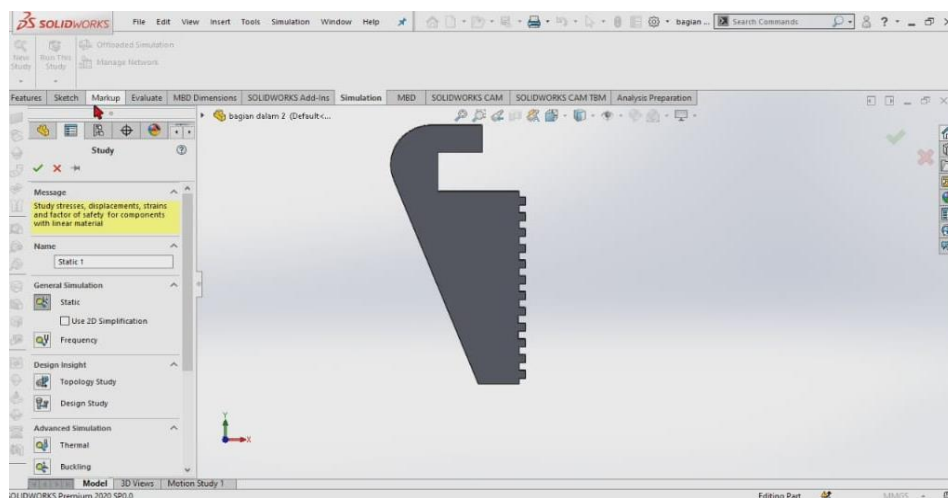 SOLIDWORKS File Edit View Insert Tools Simulation Window Help bagian ... Search Commands
New Study Run This Study Offloaded Simulation
Manage Network
Features Sketch Markup Evaluate MBD Dimensions SOLIDWORKS Add-Ins Simulation MBD SOLIDWORKS CAM SOLIDWORKS CAM TBM Analysis Preparation
bagian dalam 2 (Default<...
Study
Message
Study stresses, displacements, strains
and factor of safety for components
with linear material
Name
Static 1
General Simulation
Static
Use 2D Simplification
Frequency
Design Insight
Topology Study
Design Study
Advanced Simulation
Thermal
Buckling
Y
X
Model 3D Views Motion Study 1
SOLIDWORKS Premium 2020 SP0.0 Editing Part MMGS